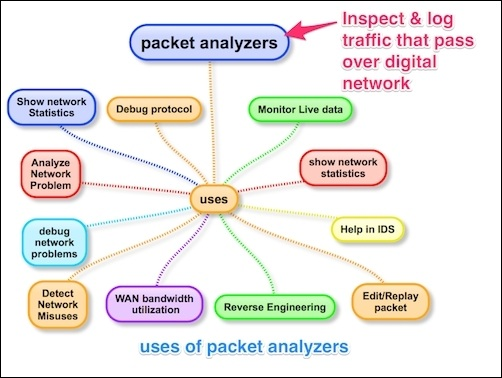 packet analyzers
Inspect & log
traffic that pass
over digital
network
Show network
Statistics
Debug protocol
Monitor Live data
Analyze
Network
Problem
show network
statistics
uses
debug
network
problems
Help in IDS
Detect
Network
Misuses
WAN bandwidth
utilization
Reverse Engineering
Edit/Replay
packet
uses of packet analyzers